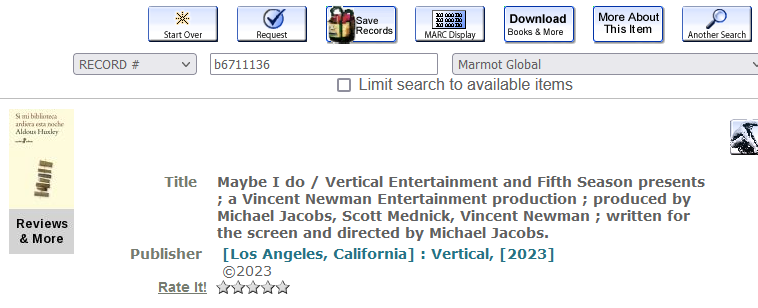 Start Over
Request
Save
Records
MARC Display
Download
Books & More
More About
This Item
Another Search
RECORD #
b6711136
Marmot Global
Limit search to available items
Si mi biblioteca
ardiera esta noche
Aldous Huxley
Reviews
& More
Title
Maybe I do / Vertical Entertainment and Fifth Season presents
; a Vincent Newman Entertainment production ; produced by
Michael Jacobs, Scott Mednick, Vincent Newman ; written for
the screen and directed by Michael Jacobs.
Publisher
[Los Angeles, California] : Vertical, [2023]
©2023
Rate It!